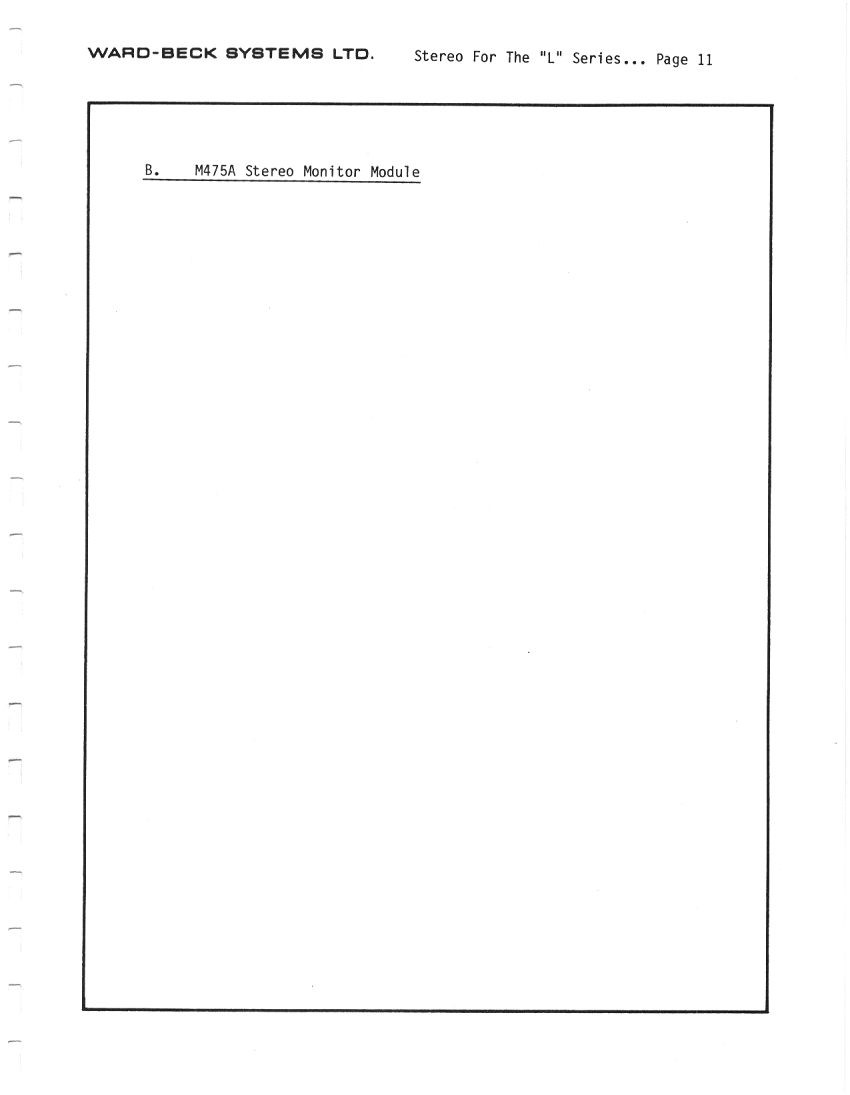 WARD-BECK SYSTEMS LTD. Stereo For The "L" Series... Page 11
B. M475A Stereo Monitor Module